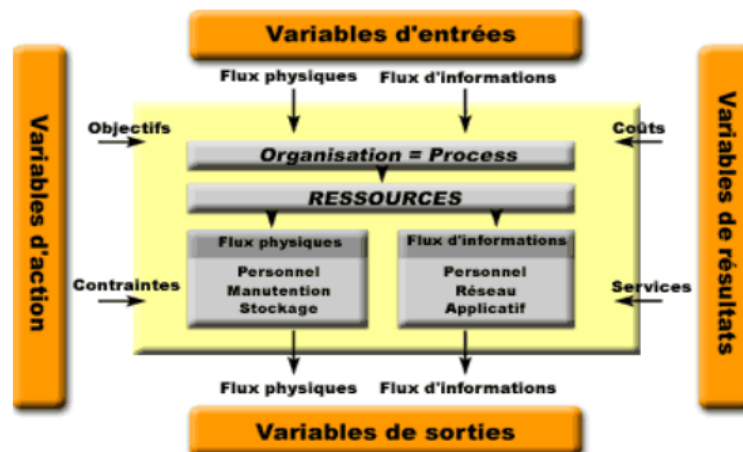 Variables d'entrées
Flux physiques
Flux d'informations
Variables d'action
Objectifs
Coûts
Variables de résultats
Organisation = Process
RESSOURCES
Flux physiques
Flux d'informations
Personnel
Manutention
Stockage
Personnel
Réseau
Applicatif
Contraintes
Services
Flux physiques
Flux d'informations
Variables de sorties